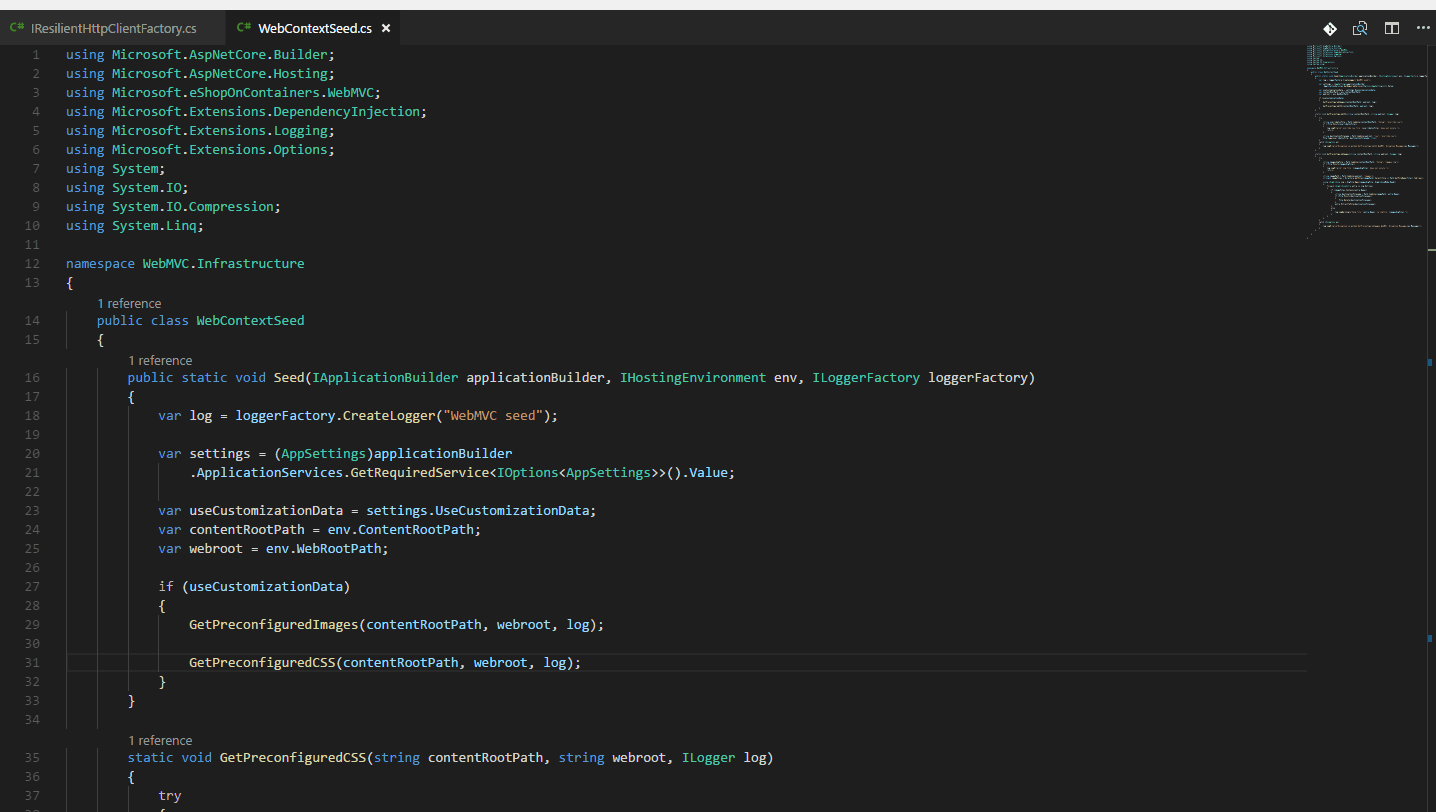 C# IResilientHttpClientFactory.cs
C# WebContextSeed.cs ×
1 using Microsoft.AspNetCore.Builder;
2 using Microsoft.AspNetCore.Hosting;
3 using Microsoft.eShopOnContainers.WebMVC;
4 using Microsoft.Extensions.DependencyInjection;
5 using Microsoft.Extensions.Logging;
6 using Microsoft.Extensions.Options;
7 using System;
8 using System.IO;
9 using System.IO.Compression;
10 using System.Linq;
11
12 namespace WebMVC.Infrastructure
13 {
1 reference
14 public class WebContextSeed
15 {
1 reference
16 public static void Seed(IApplicationBuilder applicationBuilder, IHostingEnvironment env, ILoggerFactory loggerFactory)
17 {
18 var log = loggerFactory.CreateLogger("WebMVC seed");
19
20 var settings = (AppSettings)applicationBuilder
21 .ApplicationServices.GetRequiredService<IOptions<AppSettings>>().Value;
22
23 var useCustomizationData = settings.UseCustomizationData;
24 var contentRootPath = env.ContentRootPath;
25 var webroot = env.WebRootPath;
26
27 if (useCustomizationData)
28 {
29 GetPreconfiguredImages(contentRootPath, webroot, log);
30
31 GetPreconfiguredCSS(contentRootPath, webroot, log);
32 }
33 }
34
1 reference
35 static void GetPreconfiguredCSS(string contentRootPath, string webroot, ILogger log)
36 {
37 try
{